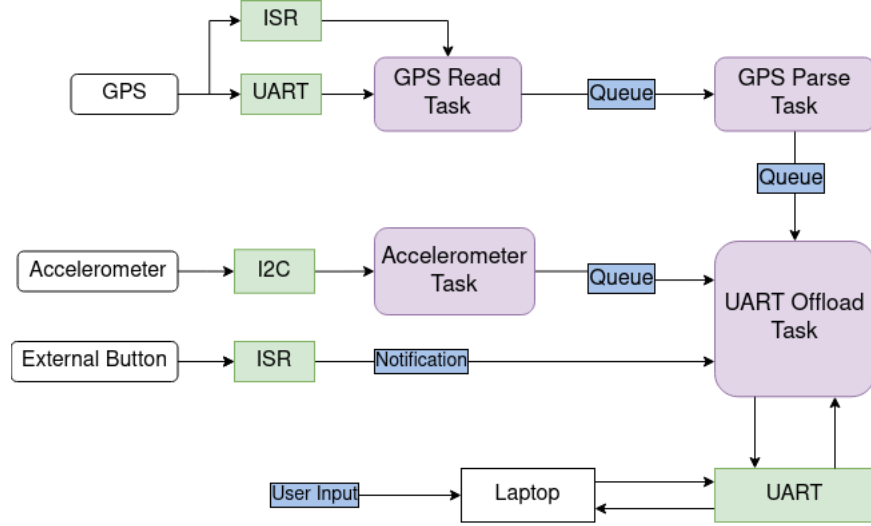 ISR
GPS
UART
GPS Read
Task
Queue
GPS Parse
Task
Queue
Accelerometer
I2C
Accelerometer
Task
Queue
UART Offload
Task
External Button
ISR
Notification
User Input
Laptop
UART